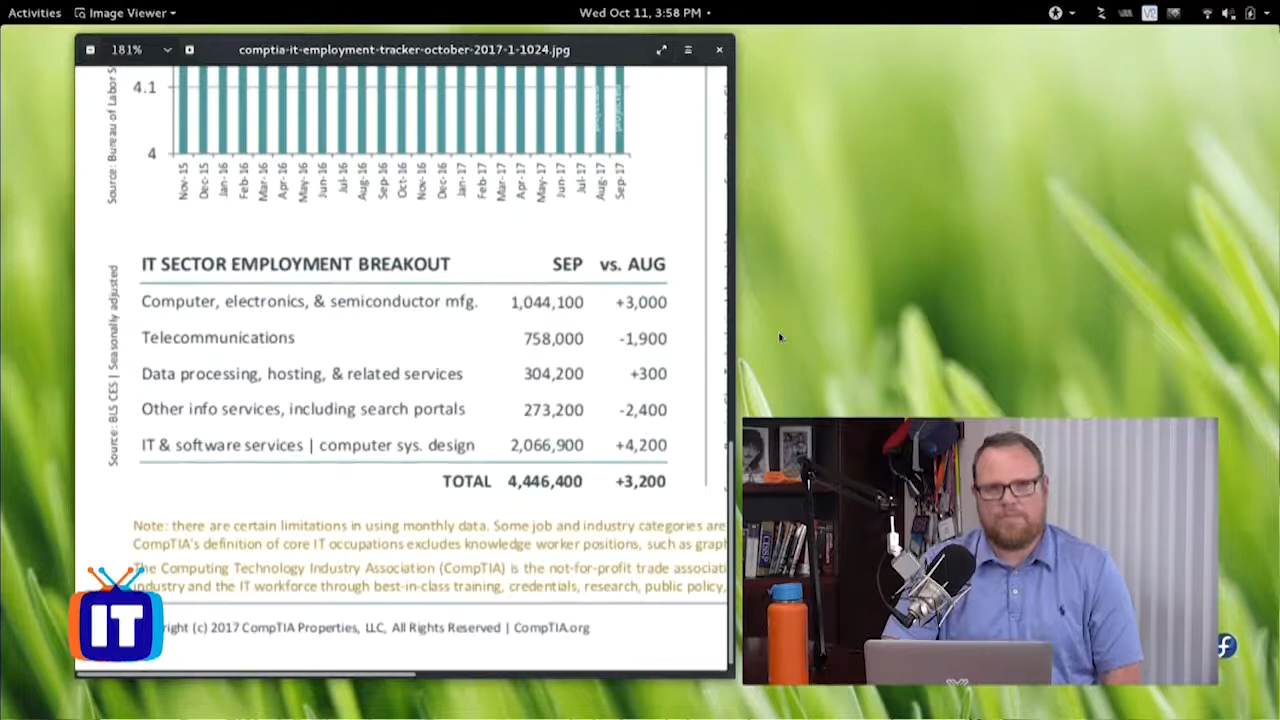 Activities Image Viewer Wed Oct 11, 3:58 PM
181% comptia-it-employment-tracker-october-2017-1-1024.jpg
4.1
4
Source: Bureau of Labor S
Nov-15 Dec-15 Jan-16 Feb-16 Mar-16 Apr-16 May-16 Jun-16 Jul-16 Aug-16 Sep-16 Oct-16 Nov-16 Dec-16 Jan-17 Feb-17 Mar-17 Apr-17 May-17 Jun-17 Jul-17 Aug-17 Sep-17
IT SECTOR EMPLOYMENT BREAKOUT SEP vs. AUG
Computer, electronics, & semiconductor mfg. 1,044,100 +3,000
Telecommunications 758,000 -1,900
Data processing, hosting, & related services 304,200 +300
Other info services, including search portals 273,200 -2,400
IT & software services | computer sys. design 2,066,900 +4,200
TOTAL 4,446,400 +3,200
Source: BLS CES | Seasonally adjusted
Note: there are certain limitations in using monthly data. Some job and industry categories are
CompTIA's definition of core IT occupations excludes knowledge worker positions, such as grap
The Computing Technology Industry Association (CompTIA) is the not-for-profit trade associati
industry and the IT workforce through best-in-class training, credentials, research, public policy,
right (c) 2017 CompTIA Properties, LLC, All Rights Reserved | CompTIA.org
IT
CISSP